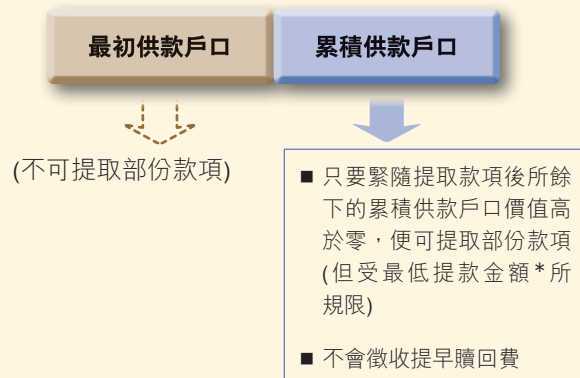 最初供款戶口
累積供款戶口
(不可提取部份款項)
■ 只要緊隨提取款項後所餘
下的累積供款戶口價值高
於零，便可提取部份款項
(但受最低提款金額*所
規限)
■ 不會徵收提早贖回費